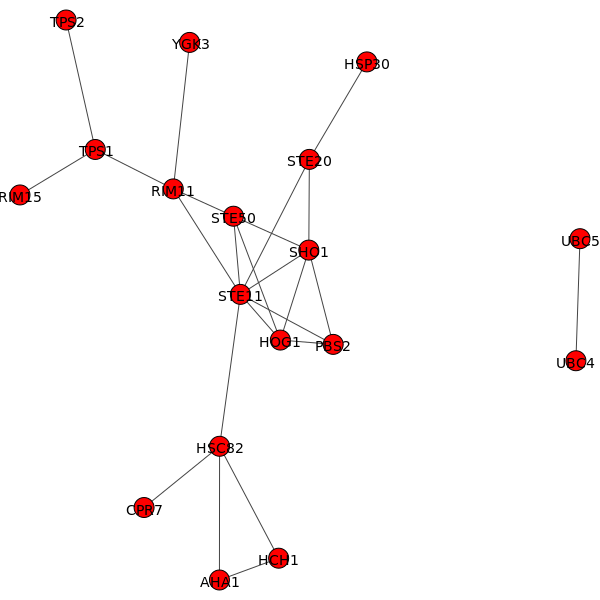 TPS2
YGK3
HSP30
TPS1
STE20
RIM11
RIM15
STE50
UBC5
SHO1
STE11
HOG1
PBS2
UBC4
HSC82
CPR7
HCH1
AHA1